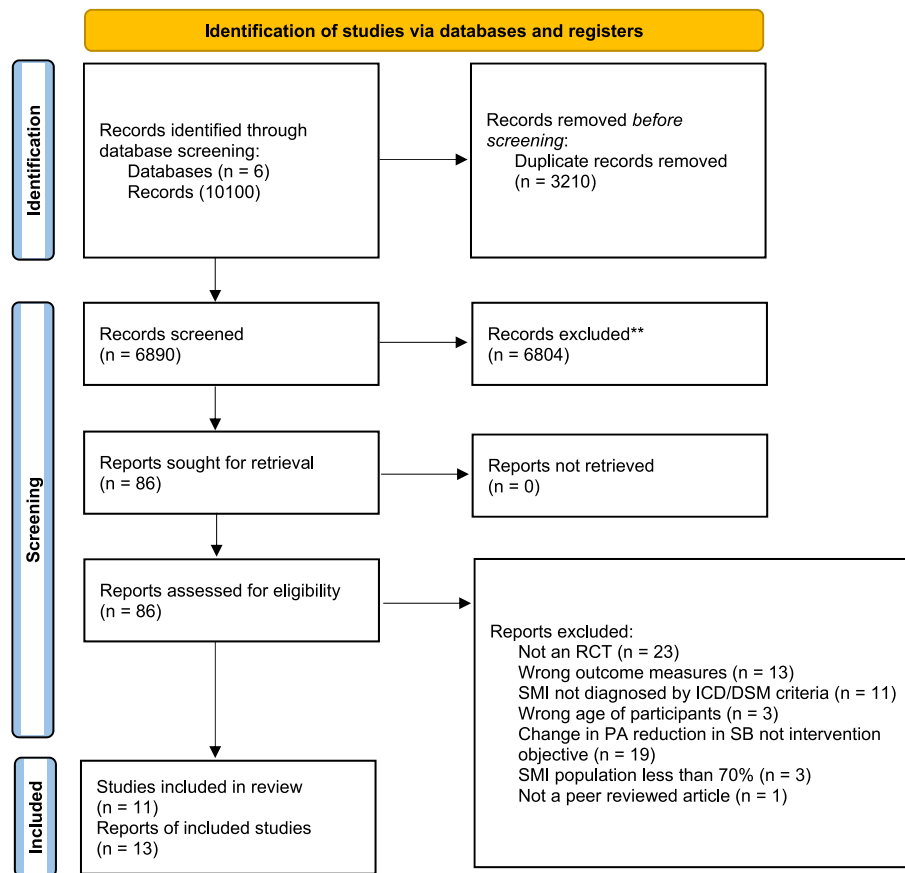 Identification of studies via databases and registers
Identification
Records identified through
database screening:
Databases (n = 6)
Records (10100)
Records removed before
screening:
Duplicate records removed
(n = 3210)
Screening
Records screened
(n = 6890)
Records excluded**
(n = 6804)
Reports sought for retrieval
(n = 86)
Reports not retrieved
(n = 0)
Reports assessed for eligibility
(n = 86)
Reports excluded:
Not an RCT (n = 23)
Wrong outcome measures (n = 13)
SMI not diagnosed by ICD/DSM criteria (n = 11)
Wrong age of participants (n = 3)
Change in PA reduction in SB not intervention
objective (n = 19)
SMI population less than 70% (n = 3)
Not a peer reviewed article (n = 1)
Included
Studies included in review
(n = 11)
Reports of included studies
(n = 13)